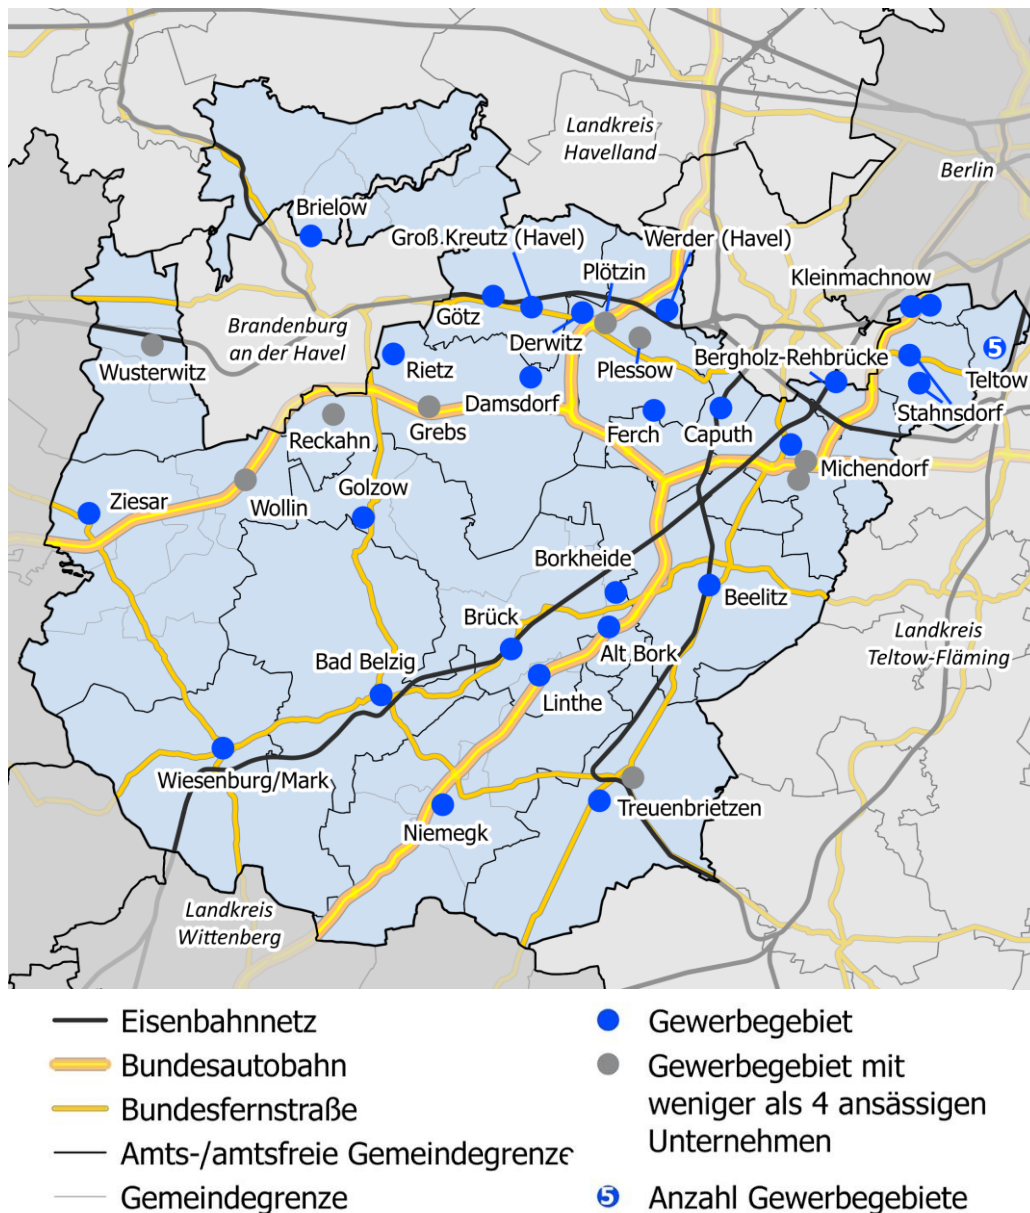 Landkreis
Havelland
Berlin
Brielow
Groß Kreutz (Havel)
Werder (Havel)
Plötzin
Kleinmachnow
Götz
Brandenburg
an der Havel
Derwitz
Bergholz-Rehbrücke
5
Wusterwitz
Rietz
Plessow
Teltow
Damsdorf
Stahnsdorf
Reckahn
Grebs
Ferch
Caputh
Michendorf
Ziesar
Wollin
Golzow
Borkheide
Beelitz
Brück
Landkreis
Teltow-Fläming
Bad Belzig
Alt Bork
Linthe
Wiesenburg/Mark
Niemegk
Treuenbrietzen
Landkreis
Wittenberg
Eisenbahnnetz
Bundesautobahn
Bundesfernstraße
Amts-/amtsfreie Gemeindegrenze
Gemeindegrenze
Gewerbegebiet
Gewerbegebiet mit
weniger als 4 ansässigen
Unternehmen
5 Anzahl Gewerbegebiete